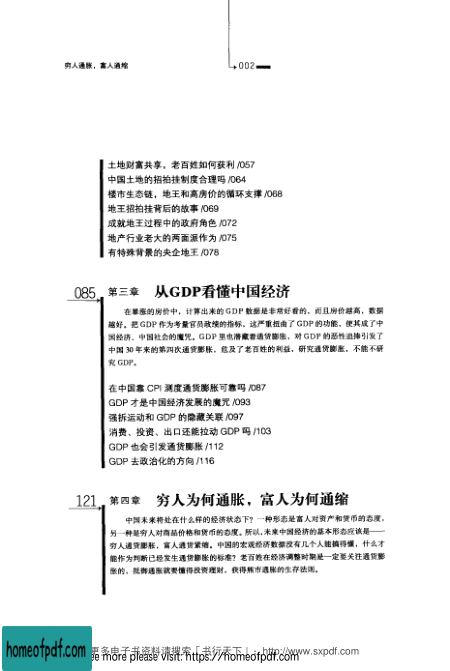 穷人通胀，富人通缩
002
土地财富共享，老百姓如何获利 /057
中国土地的招拍挂制度合理吗 /064
楼市生态链，地王和高房价的循环支撑 /068
地王招拍挂背后的故事 /069
成就地王过程中的政府角色 /072
地产行业老大的两面派作为 /075
有特殊背景的央企地王 /078
085 第三章 从GDP看懂中国经济
在暴涨的房价中，计算出来的 GDP 数据是非常好看的，而且房价越高，数据
越好。把 GDP 作为考量官员政绩的指标，这严重扭曲了 GDP 的功能，使其成了中
国经济、中国社会的魔咒。GDP 里也潜藏着通货膨胀，对 GDP 的恶性追捧引发了
中国 30 年来的第四次通货膨胀，危及了老百姓的利益，研究通货膨胀，不能不研
究 GDP。
在中国靠 CPI 测度通货膨胀可靠吗 /087
GDP 才是中国经济发展的魔咒 /093
强拆运动和 GDP 的隐藏关联 /097
消费、投资、出口还能拉动 GDP 吗 /103
GDP 也会引发通货膨胀 /112
GDP 去政治化的方向 /116
121 第四章 穷人为何通胀，富人为何通缩
中国未来将处在什么样的经济状态下？一种形态是富人对资产和货币的态度，
另一种是穷人对商品价格和货币的态度。所以，未来中国经济的基本形态应该是——
穷人通货膨胀，富人通货紧缩。中国的宏观经济数据没有几个人能搞得懂，什么才
能作为判断已经发生通货膨胀的标准？老百姓在经济调整时期是一定要关注通货膨
胀的，抵御通胀就要懂得投资理财，获得熊市通胀的生存法则。
更多电子书资料请搜索「书行天下」：http://www.sxpdf.com
homeofpdf.com
ee more please visit: https://homeofpdf.com